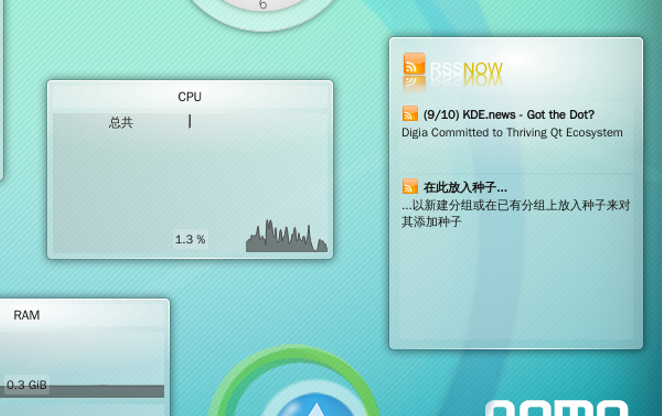 6
CPU
总共
1.3 %
RAM
0.3 GiB
RSSNOW
(9/10) KDE.news - Got the Dot?
Digia Committed to Thriving Qt Ecosystem
在此放入种子...
...以新建分组或在已有分组上放入种子来对
其添加种子